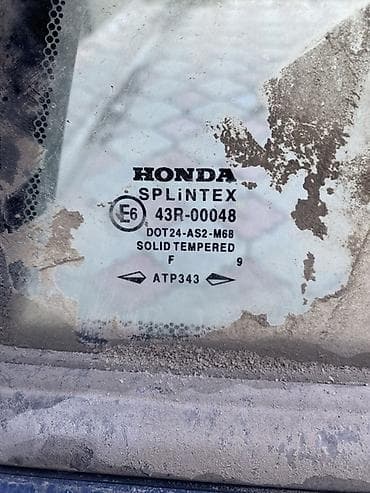 HONDA
SPLiNTEX
E6 43R-00048
DOT24-AS2-M68
SOLID TEMPERED
F 9
ATP343